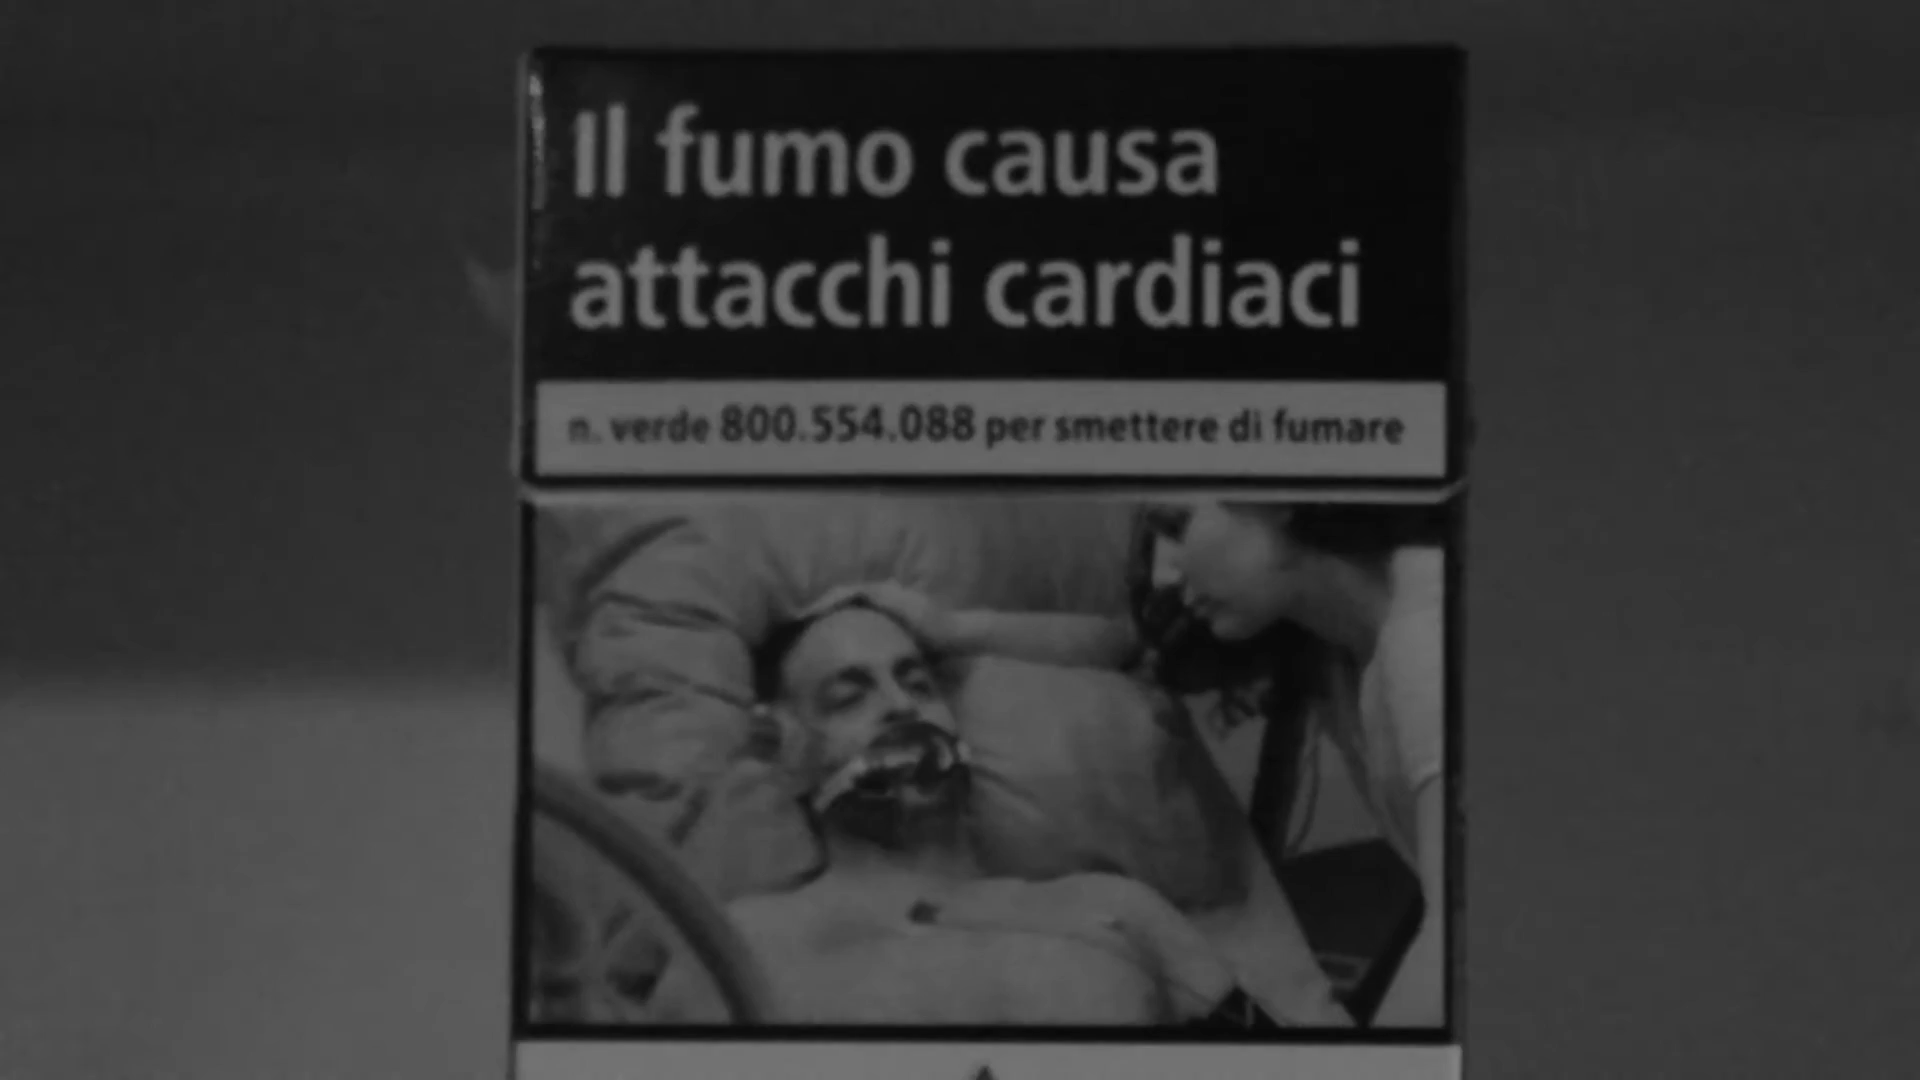 Il fumo causa
attacchi cardiaci
n. verde 800.554.088 per smettere di fumare